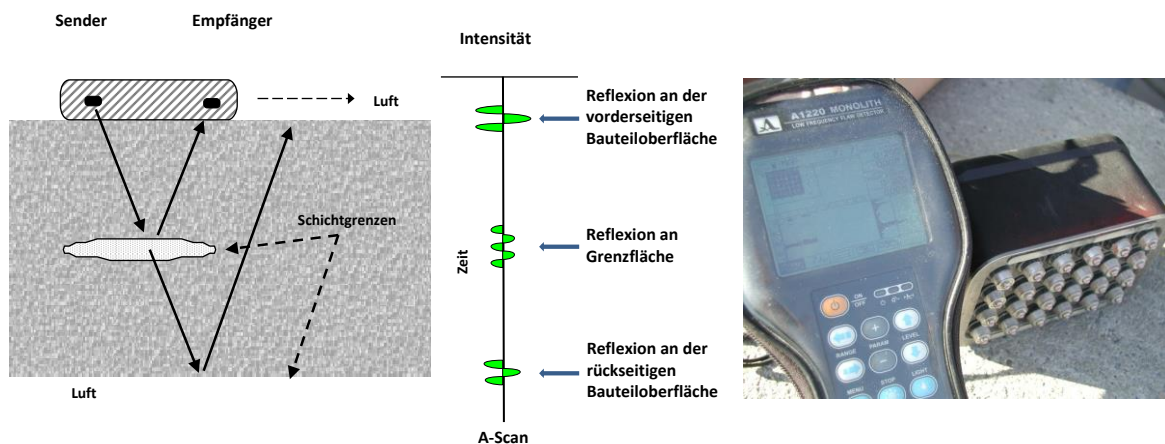 Sender
Empfänger
Luft
Schichtgrenzen
Luft
Intensität
Zeit
Reflexion an der
vorderseitigen
Bauteiloberfläche
Reflexion an
Grenzfläche
Reflexion an der
rückseitigen
Bauteiloberfläche
A-Scan
A1220 MONOLITH
LOW FREQUENCY FLAW DETECTOR
ON
OFF
RANGE
PARAM
LEVEL
MENU
STOP
LIGHT